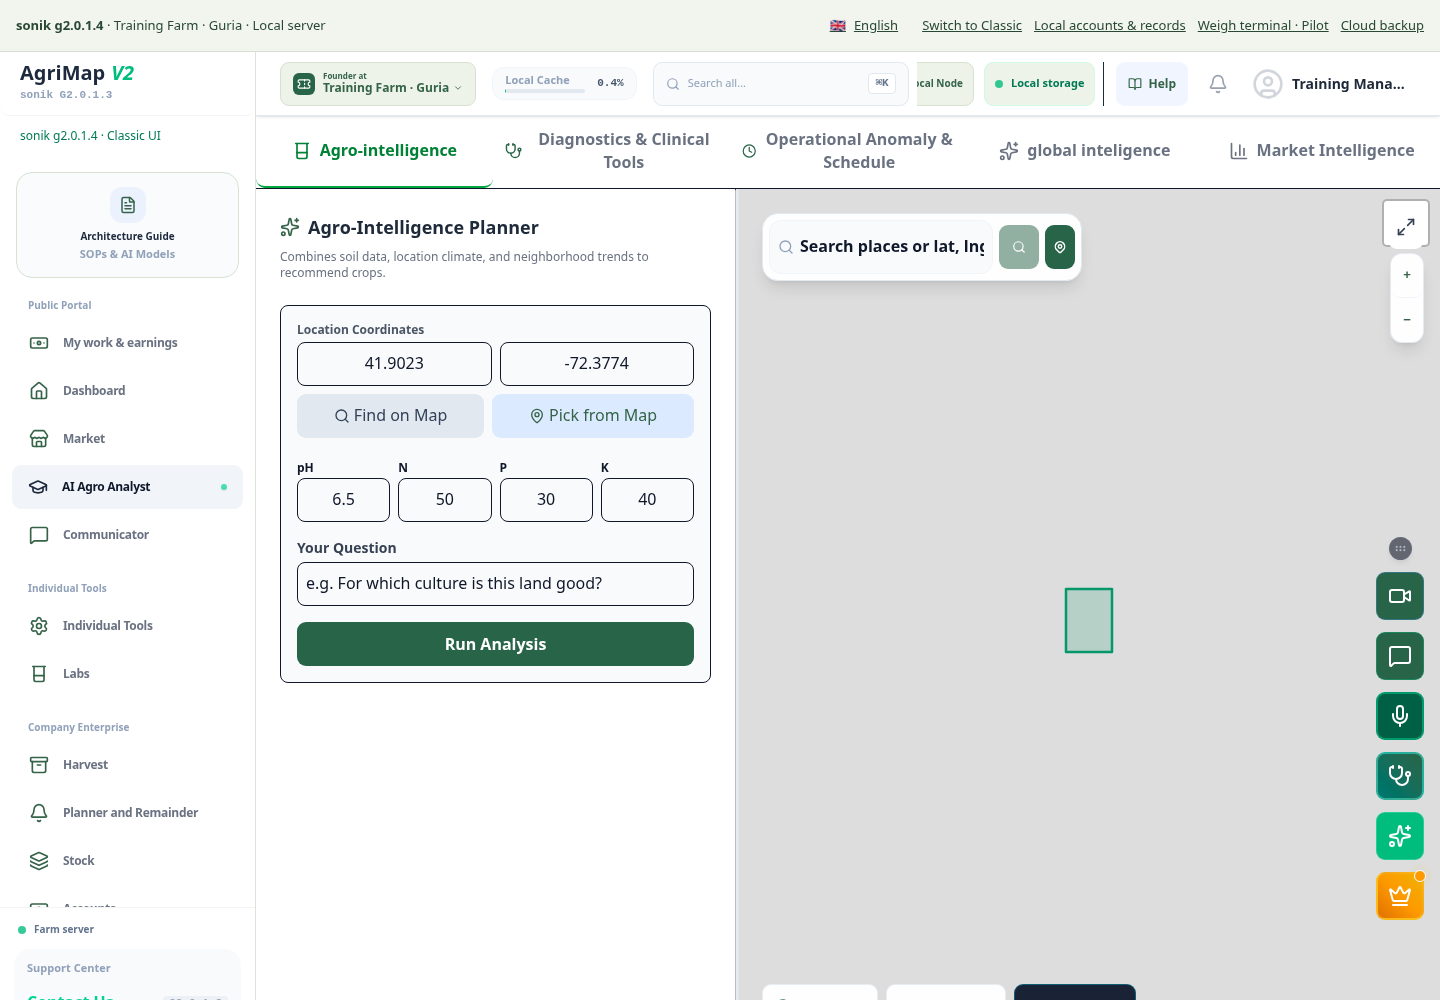 sonik g2.0.1.4 · Training Farm · Guria · Local server
English
Switch to Classic
Local accounts & records
Weigh terminal · Pilot
Cloud backup
AgriMap V2
sonik G2.0.1.3
sonik g2.0.1.4 · Classic UI
Architecture Guide
SOPs & AI Models
Public Portal
My work & earnings
Dashboard
Market
AI Agro Analyst
Communicator
Individual Tools
Individual Tools
Labs
Company Enterprise
Harvest
Planner and Remainder
Stock
Farm server
Support Center
Founder at
Training Farm · Guria
Local Cache
0.4%
Search all...
⌘K
cal Node
Local storage
Help
Training Mana...
Agro-intelligence
Diagnostics & Clinical
Tools
Operational Anomaly &
Schedule
global inteligence
Market Intelligence
Agro-Intelligence Planner
Combines soil data, location climate, and neighborhood trends to
recommend crops.
Location Coordinates
41.9023
-72.3774
Find on Map
Pick from Map
pH
N
P
K
6.5
50
30
40
Your Question
e.g. For which culture is this land good?
Run Analysis
Search places or lat, lng
+
−